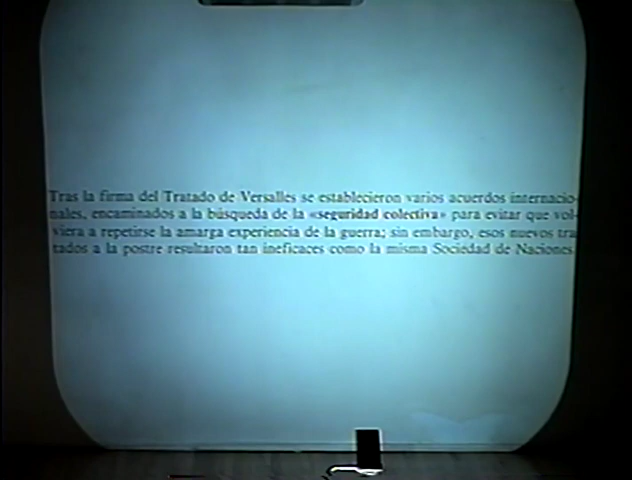 Tras la firma del Tratado de Versalles se establecieron varios acuerdos internacio-
nales, encaminados a la búsqueda de la «seguridad colectiva» para evitar que vol-
viera a repetirse la amarga experiencia de la guerra; sin embargo, esos nuevos tra
tados a la postre resultaron tan ineficaces como la misma Sociedad de Naciones.